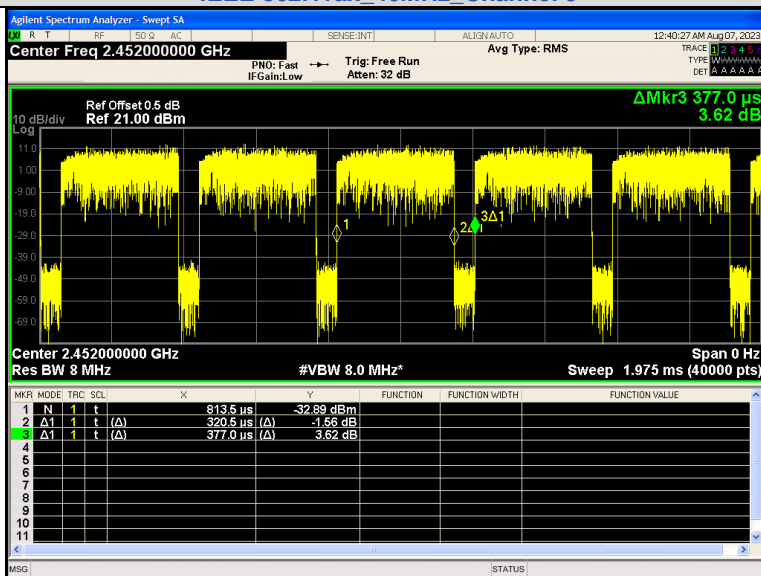 Agilent Spectrum Analyzer - Swept SA
LXI R T RF 50 Ω AC SENSE:INT ALIGN AUTO 12:40:27 AM Aug 07, 2023
Center Freq 2.452000000 GHz Avg Type: RMS TRACE 1 2 3 4 5 6
PNO: Fast Trig: Free Run TYPE WWWWWW
IFGain:Low Atten: 32 dB DET A A A A A A
ΔMkr3 377.0 µs
3.62 dB
Ref Offset 0.5 dB
10 dB/div Ref 21.00 dBm
Log
11.0
1.00
-9.00
-19.0
-29.0
-39.0
-49.0
-59.0
-69.0
1
2Δ1
3Δ1
Center 2.452000000 GHz Span 0 Hz
Res BW 8 MHz #VBW 8.0 MHz* Sweep 1.975 ms (40000 pts)
MKR MODE TRC SCL X Y FUNCTION FUNCTION WIDTH FUNCTION VALUE
1 N 1 t 813.5 µs -32.89 dBm
2 Δ1 1 t (Δ) 320.5 µs (Δ) -1.56 dB
3 Δ1 1 t (Δ) 377.0 µs (Δ) 3.62 dB
4
5
6
7
8
9
10
11
MSG STATUS